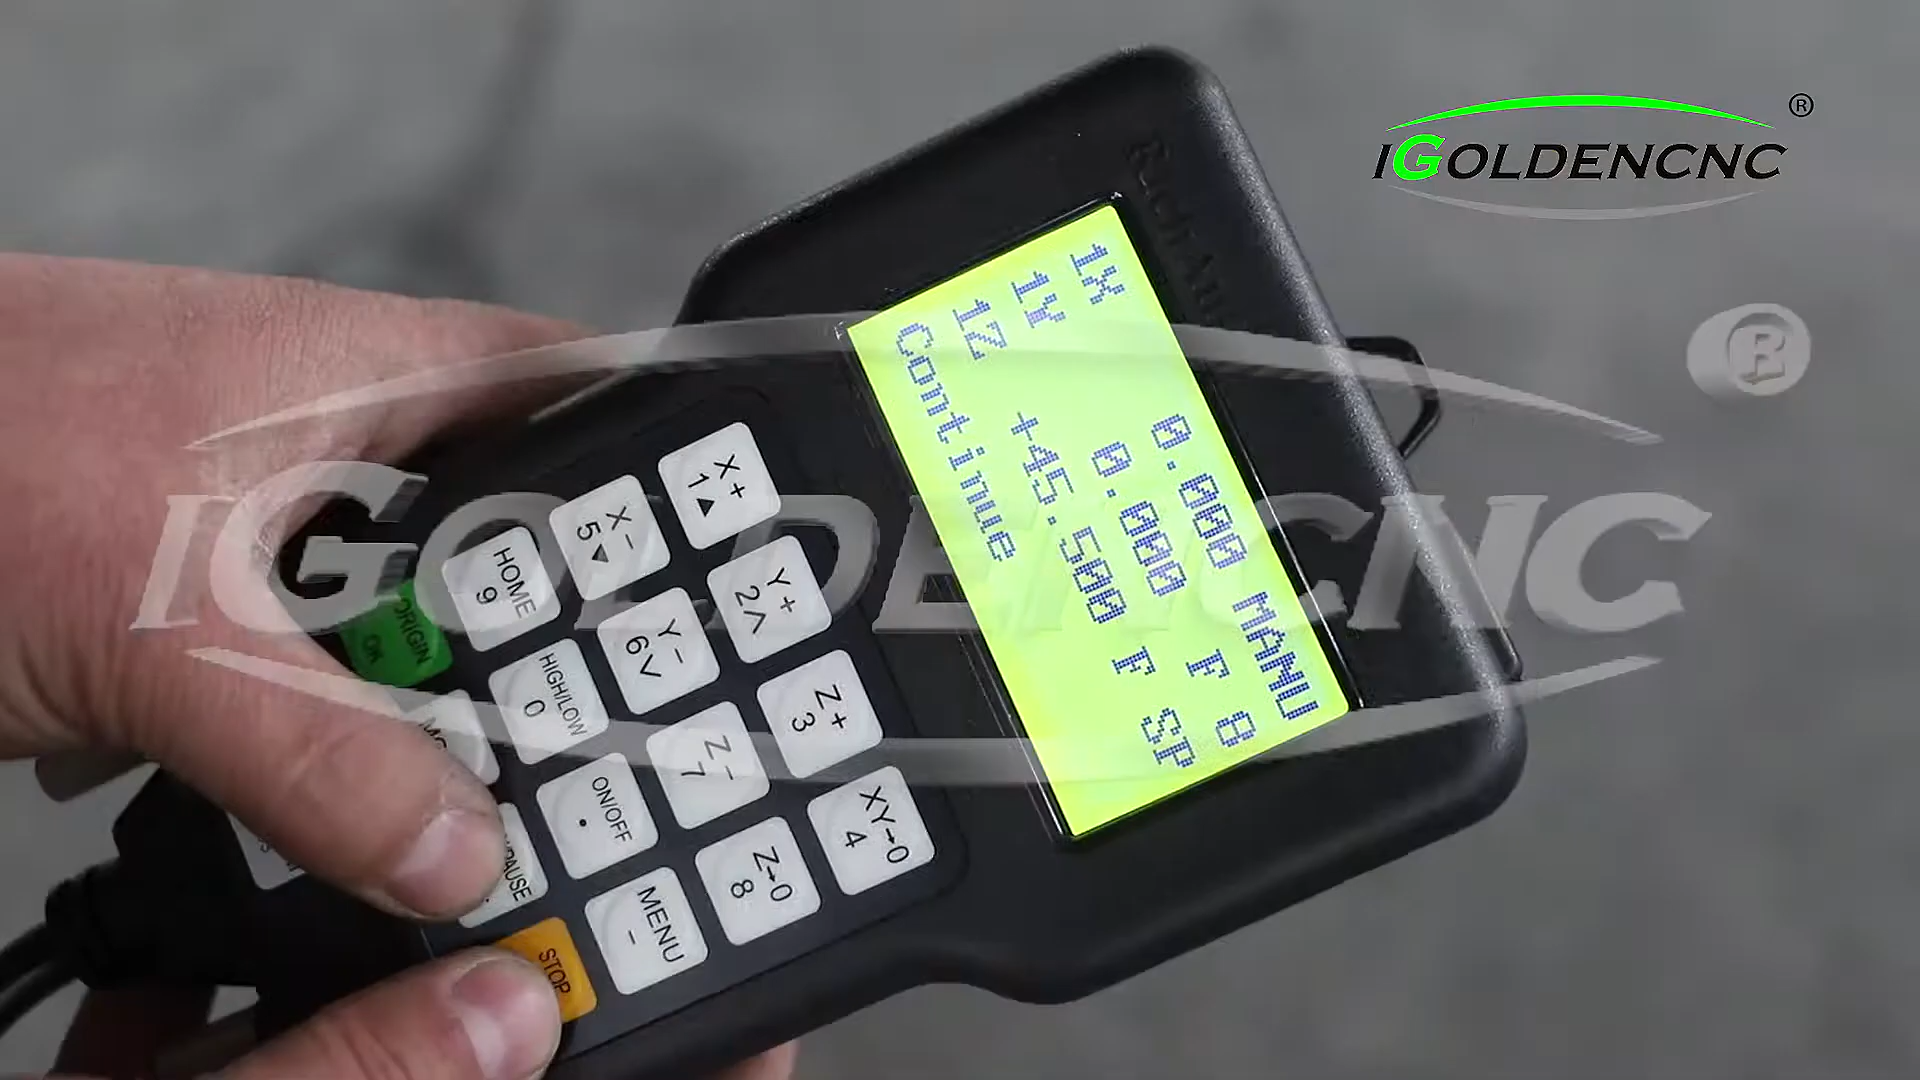 IGOLDENCNC®
IGOLDENCNC®
1X 0.000 MANU
1Y 0.000 F 8
1Z +45.500 F SP
Continue
X+ 1▲
Y+ 2∧
Z+ 3
XY→0 4
X- 5▼
Y- 6∨
Z- 7
Z→0 8
HOME 9
HIGH/LOW 0
ON/OFF •
MENU -
ORIGIN OK
STOP